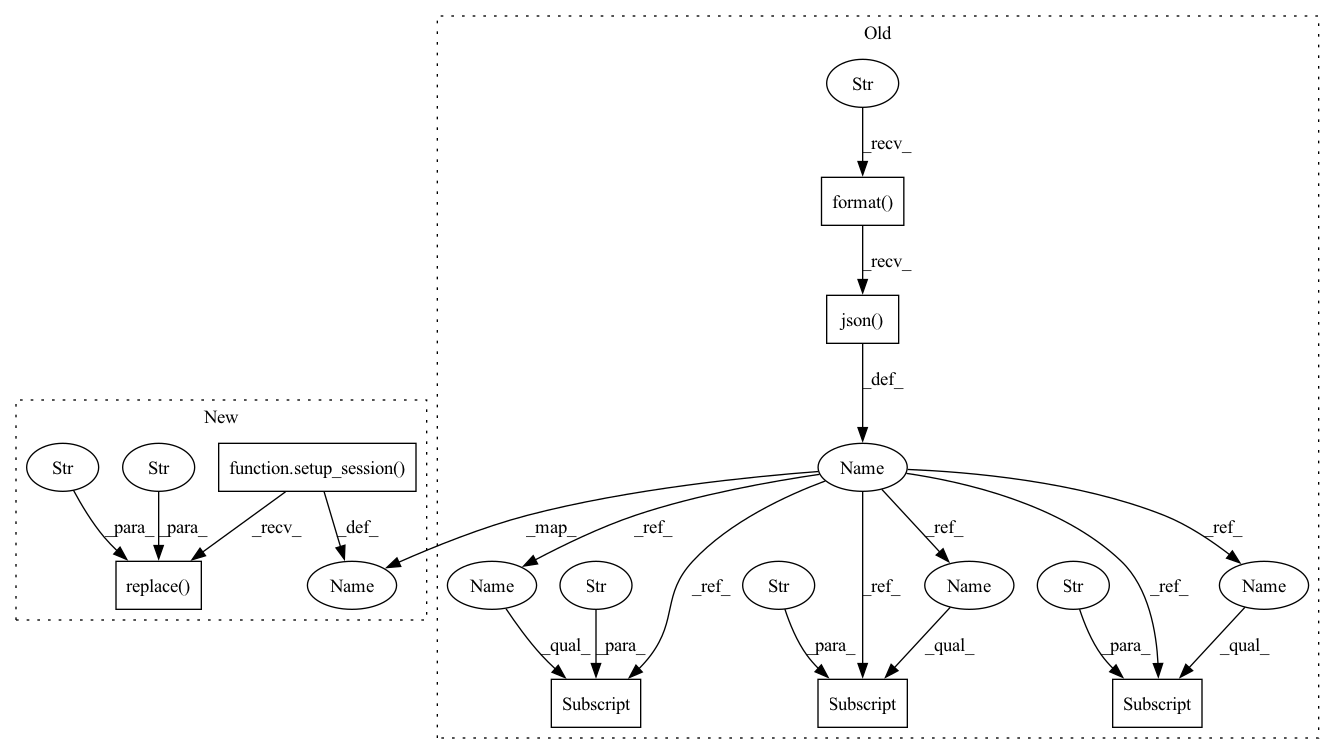 Old
Str
_recv_
format()
_recv_
json()
_def_
New
Str
Str
function.setup_session()
Name
_para_
_para_
_recv_
_def_
_map_
_ref_
_ref_
_ref_
replace()
Name
Name
Str
_ref_
Str
_ref_
Name
Str
_ref_
Name
_qual_
_para_
_para_
_qual_
_para_
_qual_
Subscript
Subscript
Subscript